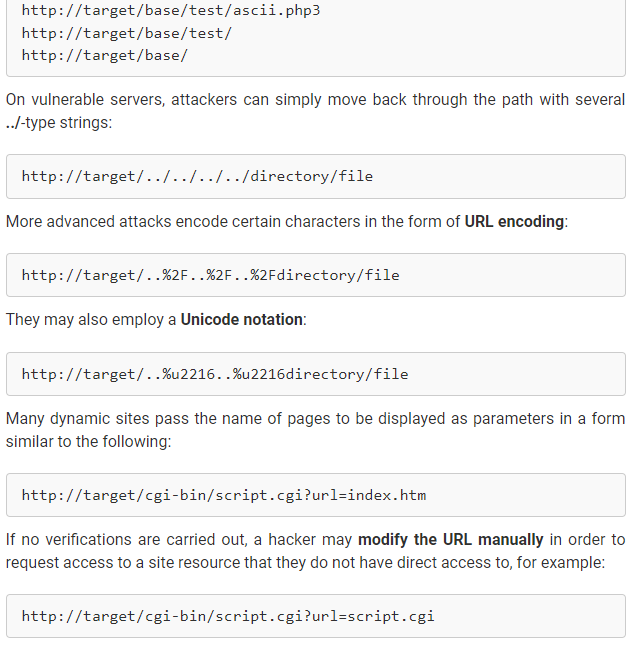 http://target/base/test/ascii.php3
http://target/base/test/
http://target/base/
On vulnerable servers, attackers can simply move back through the path with several
../-type strings:
http://target/../../../../directory/file
More advanced attacks encode certain characters in the form of URL encoding:
http://target/..%2F..%2F..%2Fdirectory/file
They may also employ a Unicode notation:
http://target/..%u2216..%u2216directory/file
Many dynamic sites pass the name of pages to be displayed as parameters in a form
similar to the following:
http://target/cgi-bin/script.cgi?url=index.htm
If no verifications are carried out, a hacker may modify the URL manually in order to
request access to a site resource that they do not have direct access to, for example:
http://target/cgi-bin/script.cgi?url=script.cgi